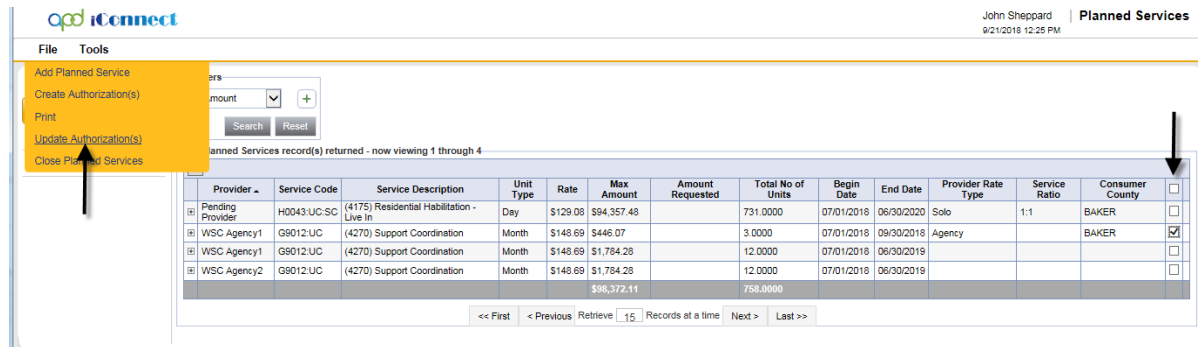 apd iConnect
John Sheppard
9/21/2018 12:25 PM
Planned Services
File Tools
Add Planned Service
Create Authorization(s)
Print
Update Authorization(s)
Close Planned Services
ers
mount +
Search Reset
lanned Services record(s) returned - now viewing 1 through 4
Provider Service Code Service Description Unit Type Rate Max Amount Amount Requested Total No of Units Begin Date End Date Provider Rate Type Service Ratio Consumer County
Pending Provider H0043:UC:SC (4175) Residential Habilitation - Live In Day $129.08 $94,357.48 731.0000 07/01/2018 06/30/2020 Solo 1:1 BAKER
WSC Agency1 G9012:UC (4270) Support Coordination Month $148.69 $446.07 3.0000 07/01/2018 09/30/2018 Agency BAKER
WSC Agency1 G9012:UC (4270) Support Coordination Month $148.69 $1,784.28 12.0000 07/01/2018 06/30/2019
WSC Agency2 G9012:UC (4270) Support Coordination Month $148.69 $1,784.28 12.0000 07/01/2018 06/30/2019
$98,372.11 758.0000
<< First < Previous Retrieve 15 Records at a time Next > Last >>